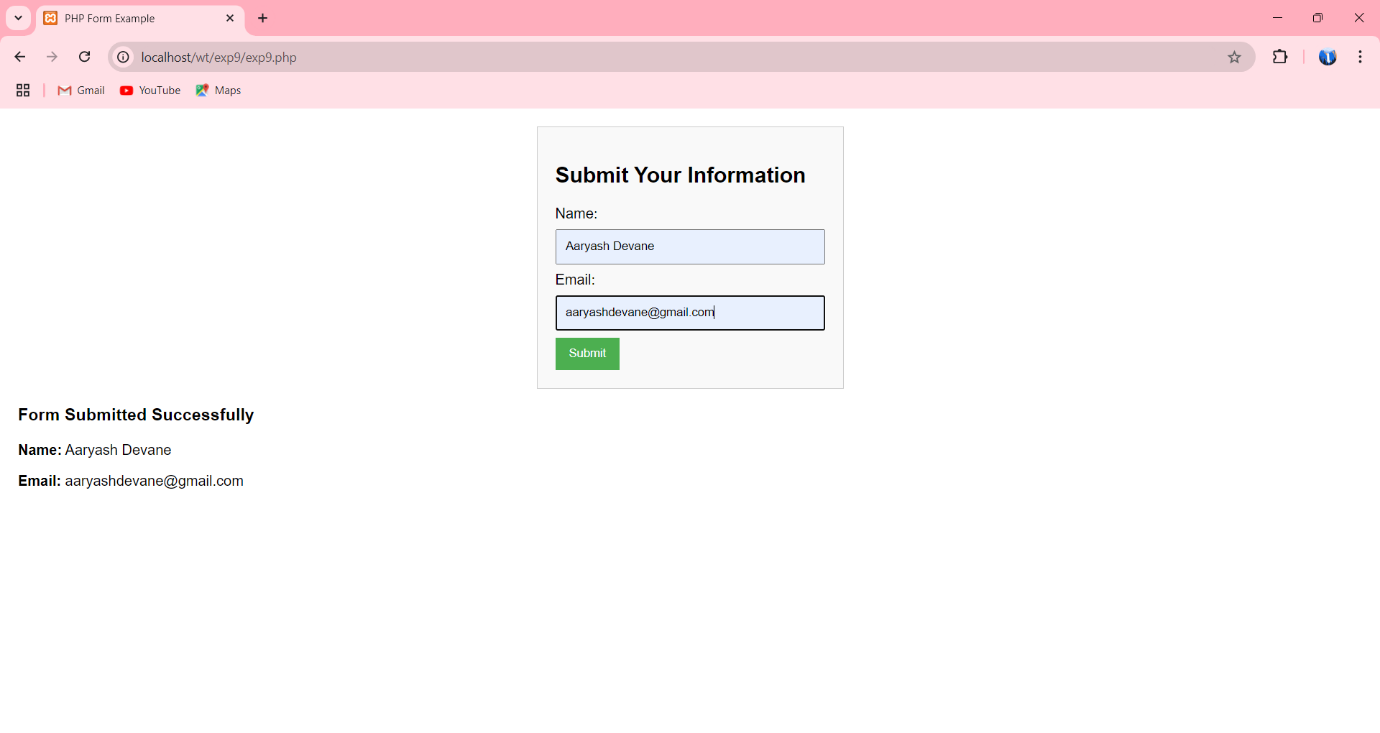 PHP Form Example
localhost/wt/exp9/exp9.php
Gmail YouTube Maps
Submit Your Information
Name:
Aaryash Devane
Email:
aaryashdevane@gmail.com
Submit
Form Submitted Successfully
Name: Aaryash Devane
Email: aaryashdevane@gmail.com